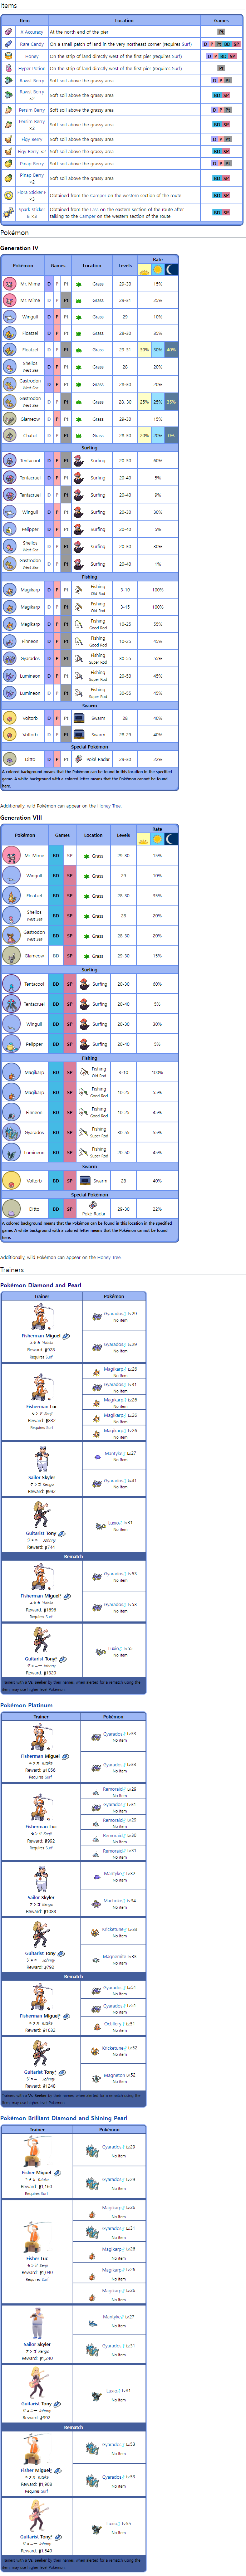 Items
Item Location Games
X Accuracy At the north end of the pier Pt
Rare Candy On a small patch of land in the very northeast corner (requires Surf) D P Pt BD SP
Honey On the strip of land directly west of the first pier (requires Surf) D P BD SP
Hyper Potion On the strip of land directly west of the first pier (requires Surf) Pt
Rawst Berry Soft soil above the grassy area D P Pt
Rawst Berry ×2 Soft soil above the grassy area BD SP
Persim Berry Soft soil above the grassy area D P Pt
Persim Berry ×2 Soft soil above the grassy area BD SP
Figy Berry Soft soil above the grassy area D P Pt
Figy Berry ×2 Soft soil above the grassy area BD SP
Pinap Berry Soft soil above the grassy area D P Pt
Pinap Berry ×2 Soft soil above the grassy area BD SP
Flora Sticker F ×3 Obtained from the Camper on the western section of the route BD SP
Obtained from the Lass on the eastern section of the route after talking to the Camper on the western section of the route BD SP
Pokémon
Generation IV
Pokémon Games Location Levels Rate
Mr. Mime D P Pt Grass 28-30 15%
Mr. Mime D P Pt Grass 28-31 25%
Wingull D P Pt Grass 29 10%
Floatzel D P Pt Grass 28-30 35%
Floatzel D P Pt Grass 29-31 30% 30% 40%
Shellos West Sea D P Pt Grass 28 20%
Gastrodon West Sea D P Pt Grass 28-30 20%
Gastrodon West Sea D P Pt Grass 28, 30 25% 25% 35%
Glameow D P Pt Grass 29-30 15%
Chatot D P Pt Grass 28-30 20% 20% 0%
Surfing
Tentacool D P Pt Surfing 20-30 60%
Tentacruel D P Pt Surfing 20-40 5%
Tentacruel D P Pt Surfing 20-40 9%
Wingull D P Pt Surfing 20-30 30%
Pelipper D P Pt Surfing 20-40 5%
Shellos West Sea D P Pt Surfing 20-30 30%
Gastrodon West Sea D P Pt Surfing 20-40 1%
Fishing
Magikarp D P Pt Fishing Old Rod 3-10 100%
Magikarp D P Pt Fishing Old Rod 3-15 100%
Magikarp D P Pt Fishing Good Rod 10-25 55%
Finneon D P Pt Fishing Good Rod 10-25 45%
Gyarados D P Pt Fishing Super Rod 30-55 55%
Lumineon D P Pt Fishing Super Rod 20-50 45%
Lumineon D P Pt Fishing Super Rod 30-55 45%
Swarms
Voltorb D P Pt Swarm 28 40%
Voltorb D P Pt Swarm 28-29 40%
Special Pokémon
Ditto D P Pt Poké Radar 29-30 22%
A colored background means that the Pokémon can be found in this location in the specified game. A white background with a colored letter means that the Pokémon cannot be found here.
Additionally, wild Pokémon can appear on the Honey Tree.
Generation VIII
Pokémon Games Location Levels Rate
Mr. Mime BD SP Grass 29-30 15%
Wingull BD SP Grass 29 10%
Floatzel BD SP Grass 28-30 35%
Shellos West Sea BD SP Grass 28 20%
Gastrodon West Sea BD SP Grass 28-30 20%
Glameow BD SP Grass 29-30 15%
Surfing
Tentacool BD SP Surfing 20-30 60%
Tentacruel BD SP Surfing 20-40 5%
Wingull BD SP Surfing 20-30 30%
Pelipper BD SP Surfing 20-40 5%
Fishing
Magikarp BD SP Fishing Old Rod 3-10 100%
Magikarp BD SP Fishing Good Rod 10-25 55%
Finneon BD SP Fishing Good Rod 10-25 45%
Gyarados BD SP Fishing Super Rod 30-55 55%
Lumineon BD SP Fishing Super Rod 20-50 45%
Swarms
Voltorb BD SP Swarm 28 40%
Special Pokémon
Ditto BD SP Poké Radar 29-30 22%
A colored background means that the Pokémon can be found in this location in the specified game. A white background with a colored letter means that the Pokémon cannot be found here.
Additionally, wild Pokémon can appear on the Honey Tree.
Trainers
Pokémon Diamond and Pearl
Trainer Pokémon
Fisherman Miguel
Reward: 928
Requires Surf
Gyarados Lv.29
No item
Gyarados Lv.29
No item
Fisherman Luc
Reward: 832
Requires Surf
Magikarp Lv.26
No item
Gyarados Lv.31
No item
Magikarp Lv.26
No item
Magikarp Lv.26
No item
Magikarp Lv.26
No item
Sailor Skyler
Reward: 992
Mantyke Lv.27
No item
Gyarados Lv.31
No item
Guitarist Tony
Reward: 744
Luxio Lv.31
No item
Rematch
Fisherman Miguel
Requires Surf
Gyarados Lv.53
No item
Gyarados Lv.53
No item
Guitarist Tony
Reward: 1320
Luxio Lv.55
No item
Pokémon Platinum
Trainer Pokémon
Fisherman Miguel
Reward: 1056
Requires Surf
Gyarados Lv.33
No item
Gyarados Lv.33
No item
Fisherman Luc
Reward: 992
Requires Surf
Remoraid Lv.29
No item
Gyarados Lv.31
No item
Remoraid Lv.29
No item
Remoraid Lv.30
No item
Remoraid Lv.31
No item
Sailor Skyler
Reward: 1088
Mantyke Lv.32
No item
Machoke Lv.34
No item
Guitarist Tony
Reward: 792
Kricketune Lv.33
No item
Magnemite Lv.33
No item
Rematch
Fisherman Miguel
Reward: 1632
Requires Surf
Gyarados Lv.51
No item
Gyarados Lv.51
No item
Octillery Lv.51
No item
Guitarist Tony
Reward: 1248
Kricketune Lv.52
No item
Magneton Lv.52
No item
Pokémon Brilliant Diamond and Shining Pearl
Trainer Pokémon
Fisher Miguel
Reward: 1,160
Requires Surf
Gyarados Lv.29
No item
Gyarados Lv.29
No item
Fisher Luc
Reward: 1,040
Requires Surf
Magikarp Lv.26
No item
Gyarados Lv.31
No item
Magikarp Lv.26
No item
Magikarp Lv.26
No item
Magikarp Lv.26
No item
Sailor Skyler
Reward: 1,240
Mantyke Lv.27
No item
Gyarados Lv.31
No item
Guitarist Tony
Reward: 992
Luxio Lv.31
No item
Rematch
Fisher Miguel
Requires Surf
Gyarados Lv.53
No item
Gyarados Lv.53
No item
Guitarist Tony
Reward: 1,540
Luxio Lv.55
No item